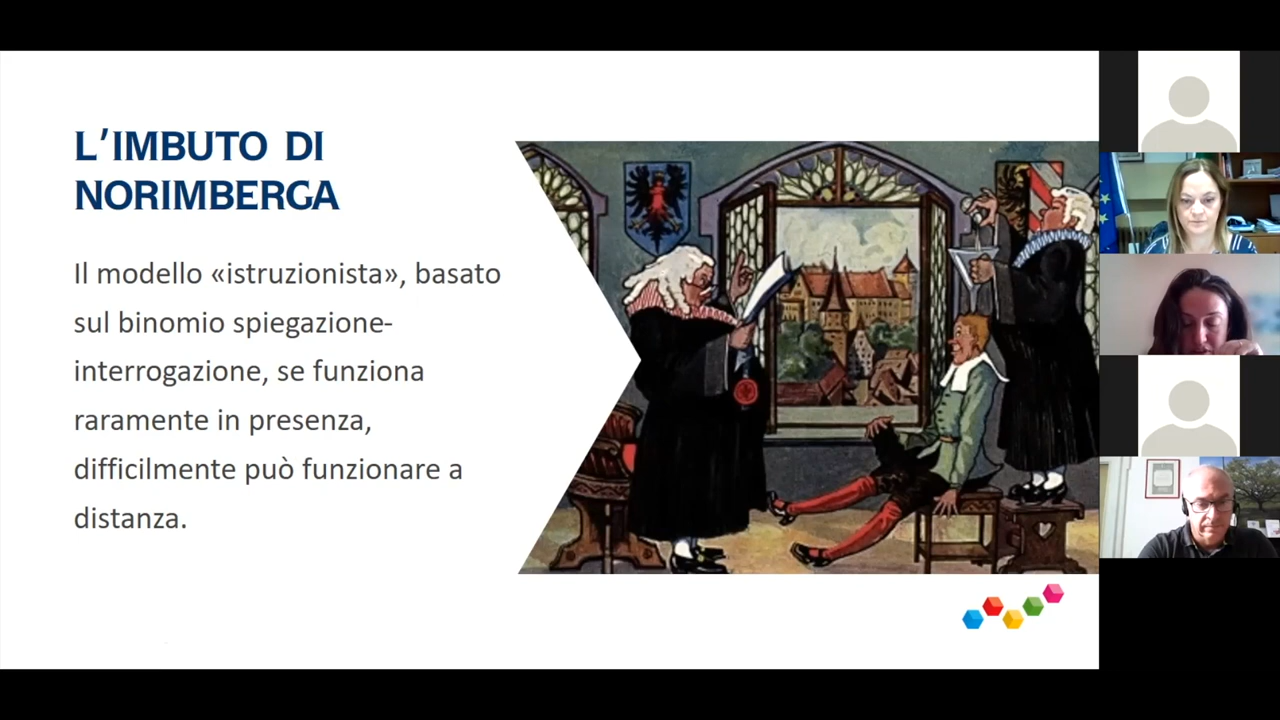 L’IMBUTO DI
NORIMBERGA
Il modello «istruzionista», basato
sul binomio spiegazione-
interrogazione, se funziona
raramente in presenza,
difficilmente può funzionare a
distanza.